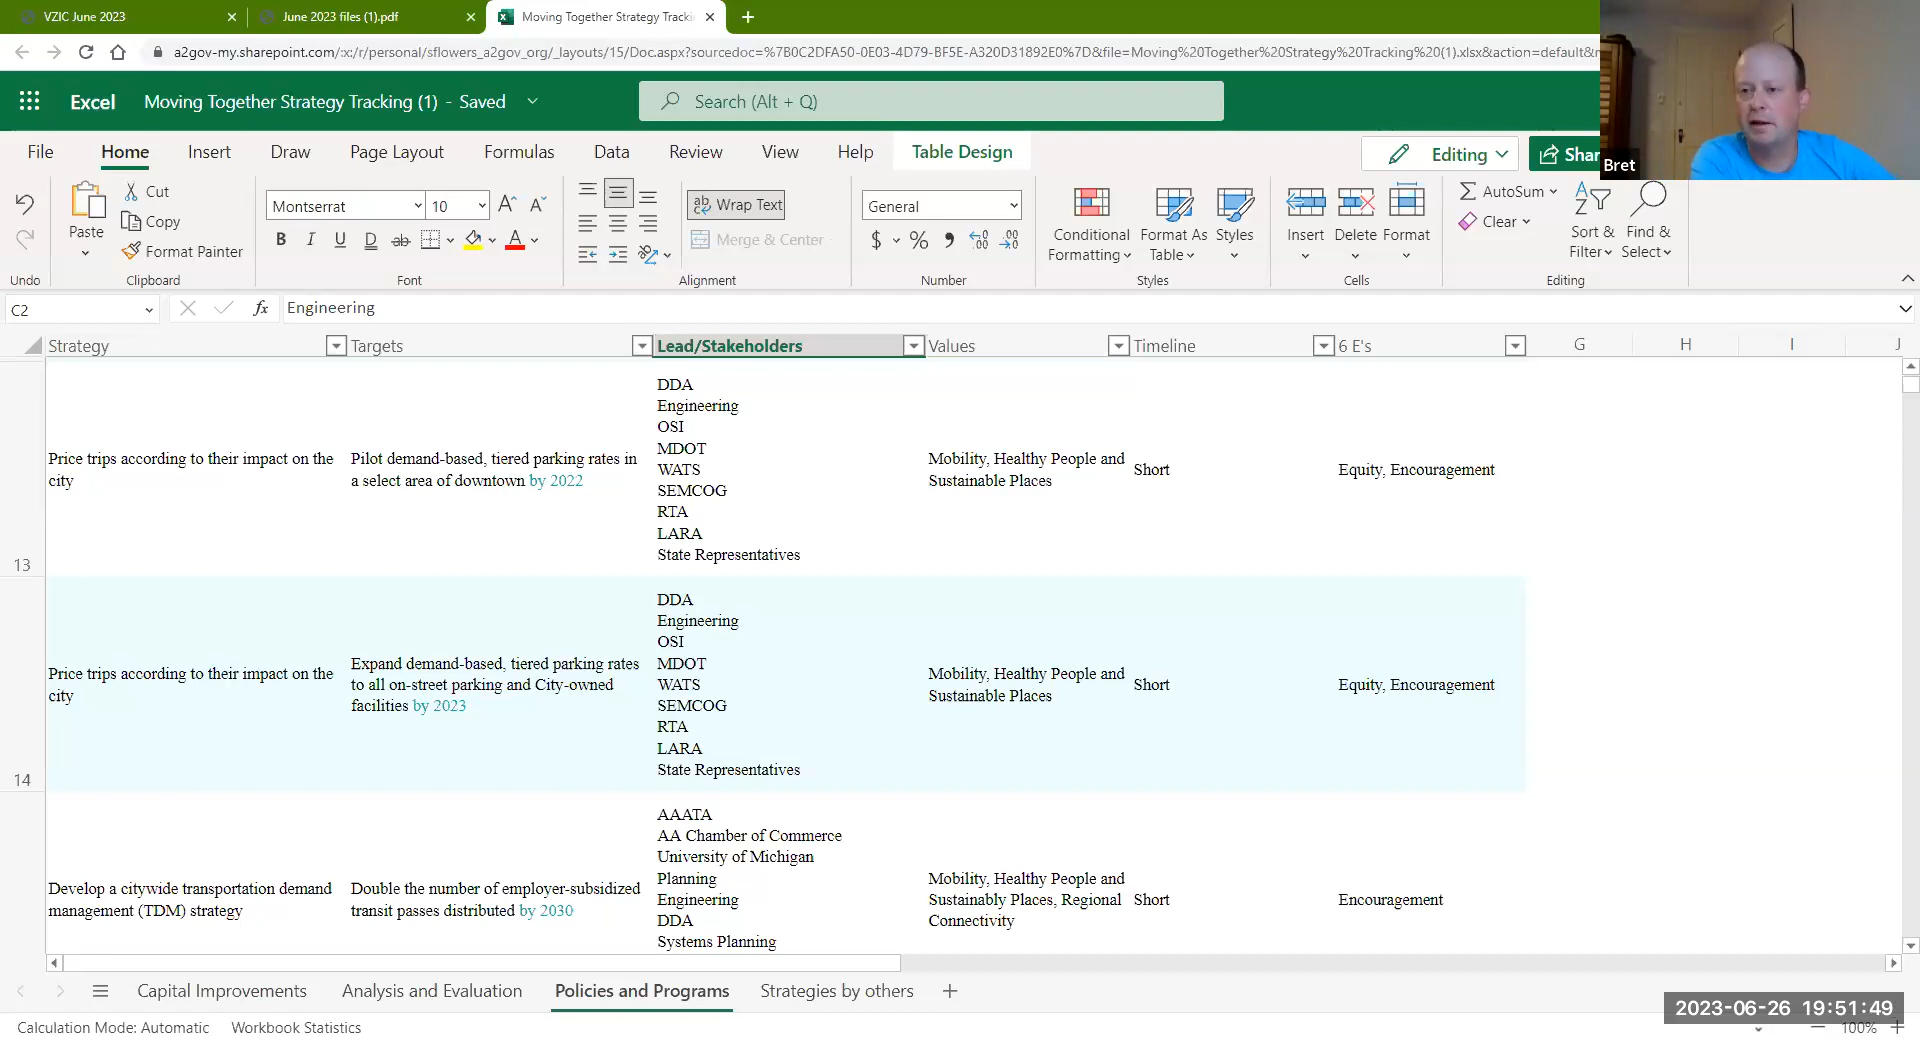 VZIC June 2023
June 2023 files (1).pdf
Moving Together Strategy Tracki
a2gov-my.sharepoint.com/:x:/r/personal/sflowers_a2gov_org/_layouts/15/Doc.aspx?sourcedoc=%7B0C2DFA50-0E03-4D79-BF5E-A320D31892E0%7D&file=Moving%20Together%20Strategy%20Tracking%20(1).xlsx&action=default&
Excel
Moving Together Strategy Tracking (1) - Saved
Search (Alt + Q)
Bret
File
Home
Insert
Draw
Page Layout
Formulas
Data
Review
View
Help
Table Design
Editing
Shar
Paste
Cut
Copy
Format Painter
Montserrat
10
Wrap Text
Merge & Center
General
Conditional Formatting
Format As Table
Styles
Insert
Delete
Format
AutoSum
Clear
Sort & Filter
Find & Select
Undo
Clipboard
Font
Alignment
Number
Styles
Cells
Editing
C2
fx
Engineering
Strategy
Targets
Lead/Stakeholders
Values
Timeline
6 E's
G
H
I
J
13
Price trips according to their impact on the
city
Pilot demand-based, tiered parking rates in
a select area of downtown by 2022
DDA
Engineering
OSI
MDOT
WATS
SEMCOG
RTA
LARA
State Representatives
Mobility, Healthy People and
Sustainable Places
Short
Equity, Encouragement
14
Price trips according to their impact on the
city
Expand demand-based, tiered parking rates
to all on-street parking and City-owned
facilities by 2023
DDA
Engineering
OSI
MDOT
WATS
SEMCOG
RTA
LARA
State Representatives
Mobility, Healthy People and
Sustainable Places
Short
Equity, Encouragement
Develop a citywide transportation demand
management (TDM) strategy
Double the number of employer-subsidized
transit passes distributed by 2030
AAATA
AA Chamber of Commerce
University of Michigan
Planning
Engineering
DDA
Systems Planning
Mobility, Healthy People and
Sustainably Places, Regional
Connectivity
Short
Encouragement
Capital Improvements
Analysis and Evaluation
Policies and Programs
Strategies by others
Calculation Mode: Automatic
Workbook Statistics
2023-06-26 19:51:49
100%